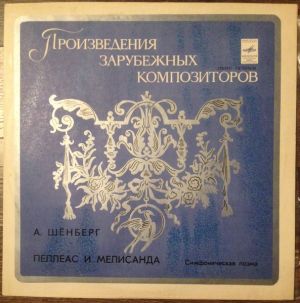 ПРОИЗВЕДЕНИЯ
ЗАРУБЕЖНЫХ
КОМПОЗИТОРОВ
А. ШЁНБЕРГ
ПЕЛЛЕАС И МЕЛИСАНДА
Симфоническая поэма